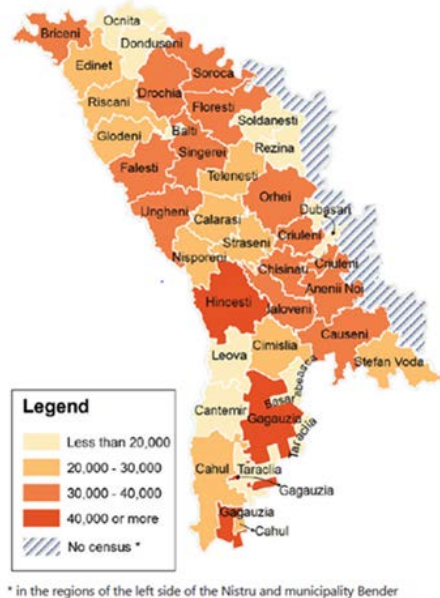 Ocnita
Briceni
Donduseni
Edinet
Soroca
Drochia
Riscani
Floresti
Soldanesti
Glodeni
Balti
Singerei
Rezina
Falesti
Telenesti
Orhei
Dubasari
Ungheni
Calarasi
Criuleni
Straseni
Nisporeni
Chisinau
Criuleni
Anenii Noi
Hincesti
Ialoveni
Causeni
Cimislia
Leova
Stefan Voda
Basarabeasca
Cantemir
Gagauzia
Taraclia
Cahul
Taraclia
Gagauzia
Gagauzia
Cahul
Legend
Less than 20,000
20,000 - 30,000
30,000 - 40,000
40,000 or more
No census *
* in the regions of the left side of the Nistru and municipality Bender